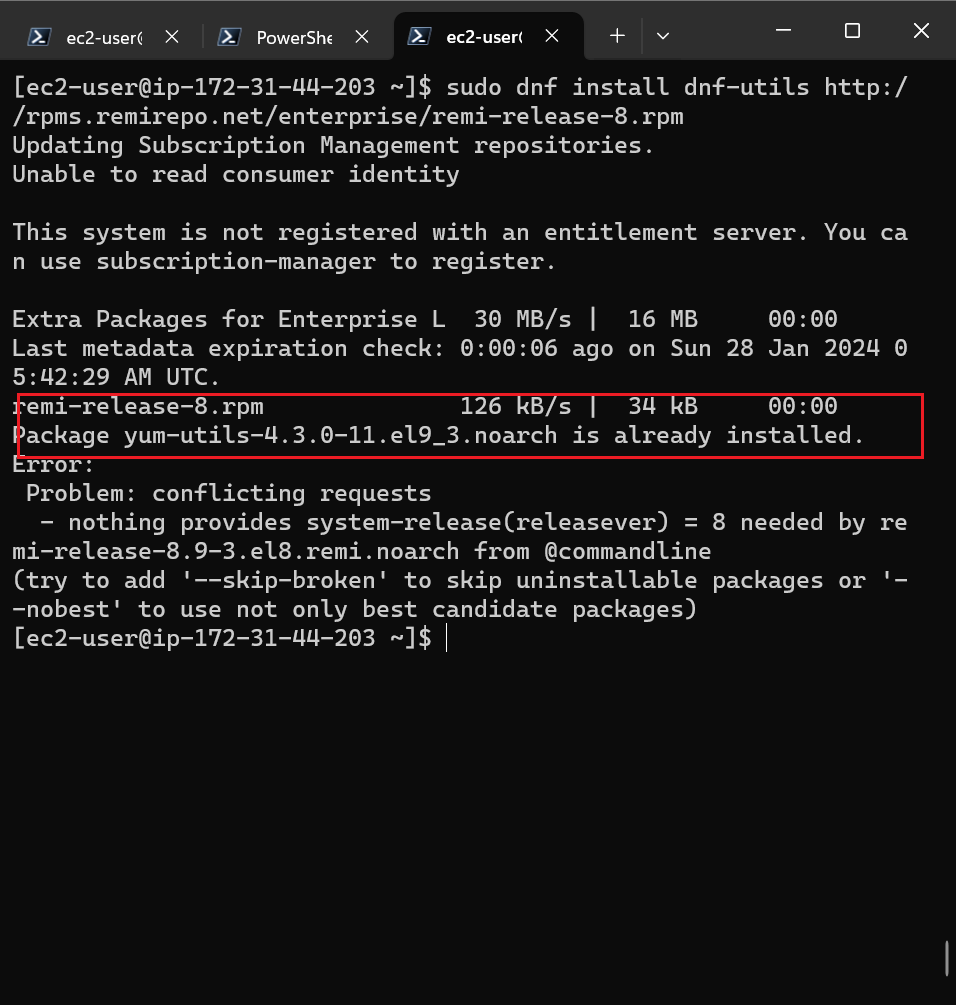 ec2-user(
PowerShe
ec2-user(
[ec2-user@ip-172-31-44-203 ~]$ sudo dnf install dnf-utils http:/
/rpms.remirepo.net/enterprise/remi-release-8.rpm
Updating Subscription Management repositories.
Unable to read consumer identity
This system is not registered with an entitlement server. You ca
n use subscription-manager to register.
Extra Packages for Enterprise L  30 MB/s |  16 MB     00:00
Last metadata expiration check: 0:00:06 ago on Sun 28 Jan 2024 0
5:42:29 AM UTC.
remi-release-8.rpm              126 kB/s |  34 kB     00:00
Package yum-utils-4.3.0-11.el9_3.noarch is already installed.
Error:
 Problem: conflicting requests
  - nothing provides system-release(releasever) = 8 needed by re
mi-release-8.9-3.el8.remi.noarch from @commandline
(try to add '--skip-broken' to skip uninstallable packages or '-
-nobest' to use not only best candidate packages)
[ec2-user@ip-172-31-44-203 ~]$